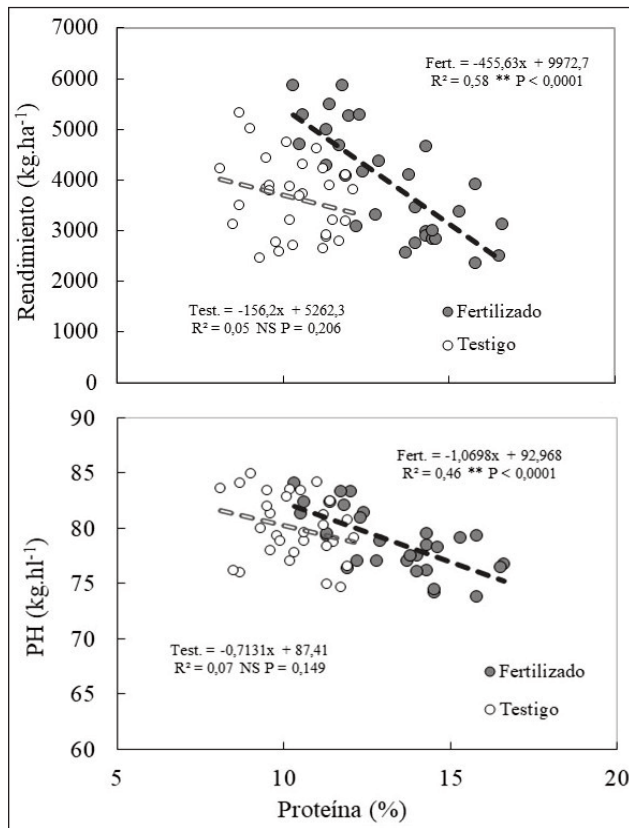 7000
6000
5000
4000
3000
2000
1000
0
Rendimiento (kg.ha⁻¹)
Fert. = -455,63x + 9972,7
R² = 0,58 ** P < 0,0001
Test. = -156,2x + 5262,3
R² = 0,05 NS P = 0,206
Fertilizado
Testigo
90
85
80
75
70
65
60
PH (kg.hl⁻¹)
Fert. = -1,0698x + 92,968
R² = 0,46 ** P < 0,0001
Test. = -0,7131x + 87,41
R² = 0,07 NS P = 0,149
Fertilizado
Testigo
5 10 15 20
Proteína (%)